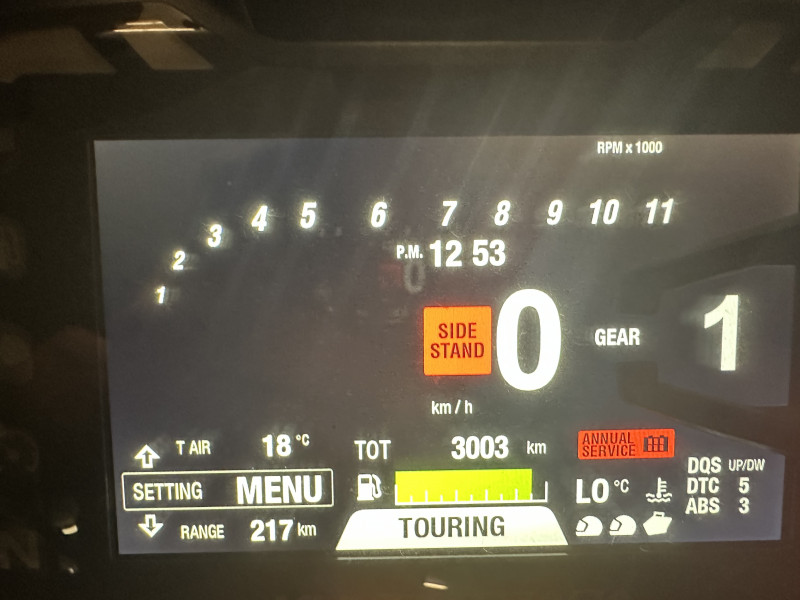 RPM x 1000
1 2 3 4 5 6 7 8 9 10 11
P.M. 12 53
SIDE
STAND
0
GEAR 1
km/h
T AIR 18 °C
TOT 3003 km
ANNUAL
SERVICE
SETTING MENU
LO °C
DQS UP/DW
DTC 5
ABS 3
RANGE 217 km
TOURING